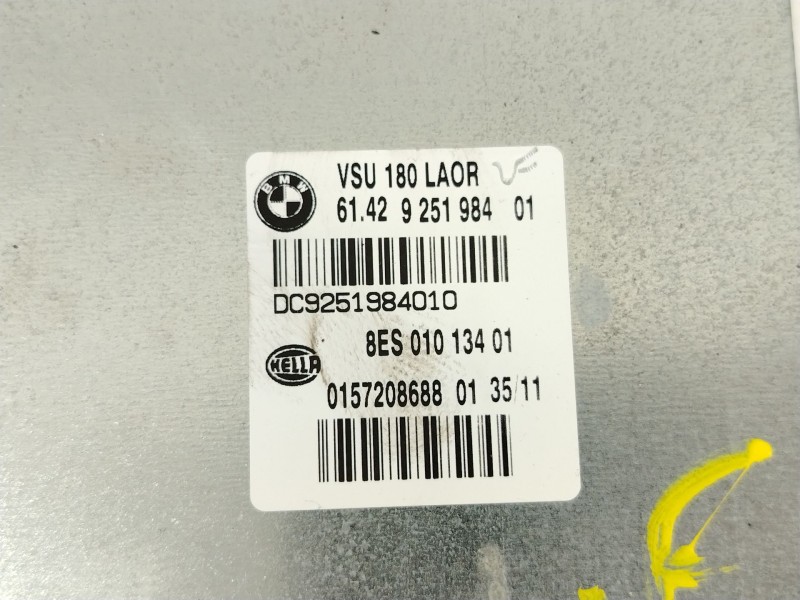 VSU 180 LAOR
BMW
61.42 9 251 984 01
DC9251984010
8ES 010 134 01
HELLA
0157208688 01 35/11